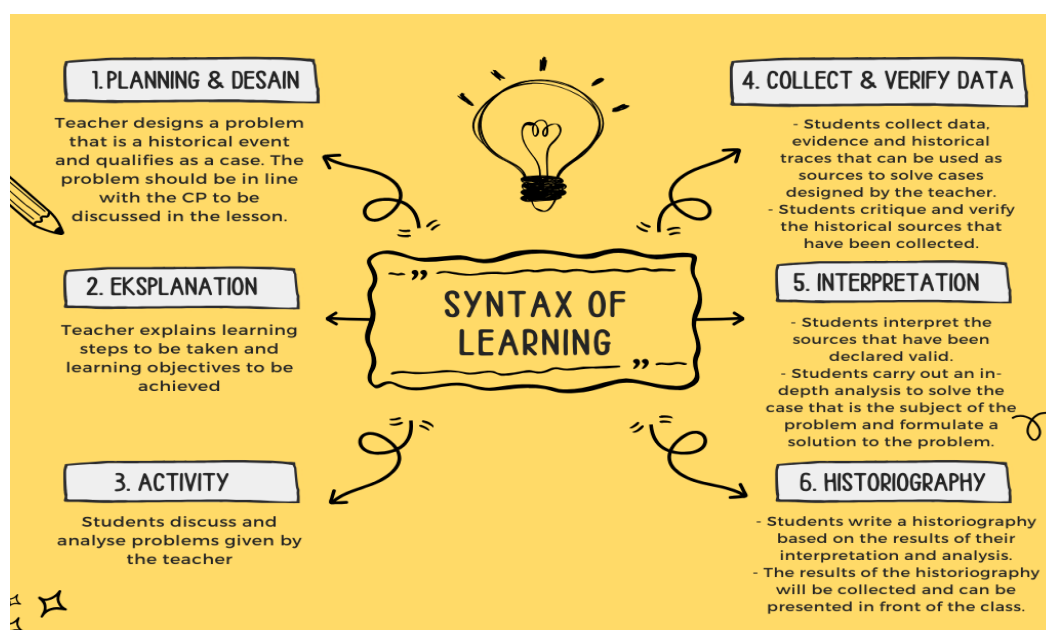 1.PLANNING & DESAIN
Teacher designs a problem
that is a historical event
and qualifies as a case. The
problem should be in line
with the CP to be
discussed in the lesson.
2. EKSPLANATION
Teacher explains learning
steps to be taken and
learning objectives to be
achieved
3. ACTIVITY
Students discuss and
analyse problems given by
the teacher
SYNTAX OF
LEARNING
4. COLLECT & VERIFY DATA
- Students collect data,
evidence and historical
traces that can be used as
sources to solve cases
designed by the teacher.
- Students critique and verify
the historical sources that
have been collected.
5. INTERPRETATION
- Students interpret the
sources that have been
declared valid.
- Students carry out an in-
depth analysis to solve the
case that is the subject of the
problem and formulate a
solution to the problem.
6. HISTORIOGRAPHY
- Students write a historiography
based on the results of their
interpretation and analysis.
- The results of the historiography
will be collected and can be
presented in front of the class.